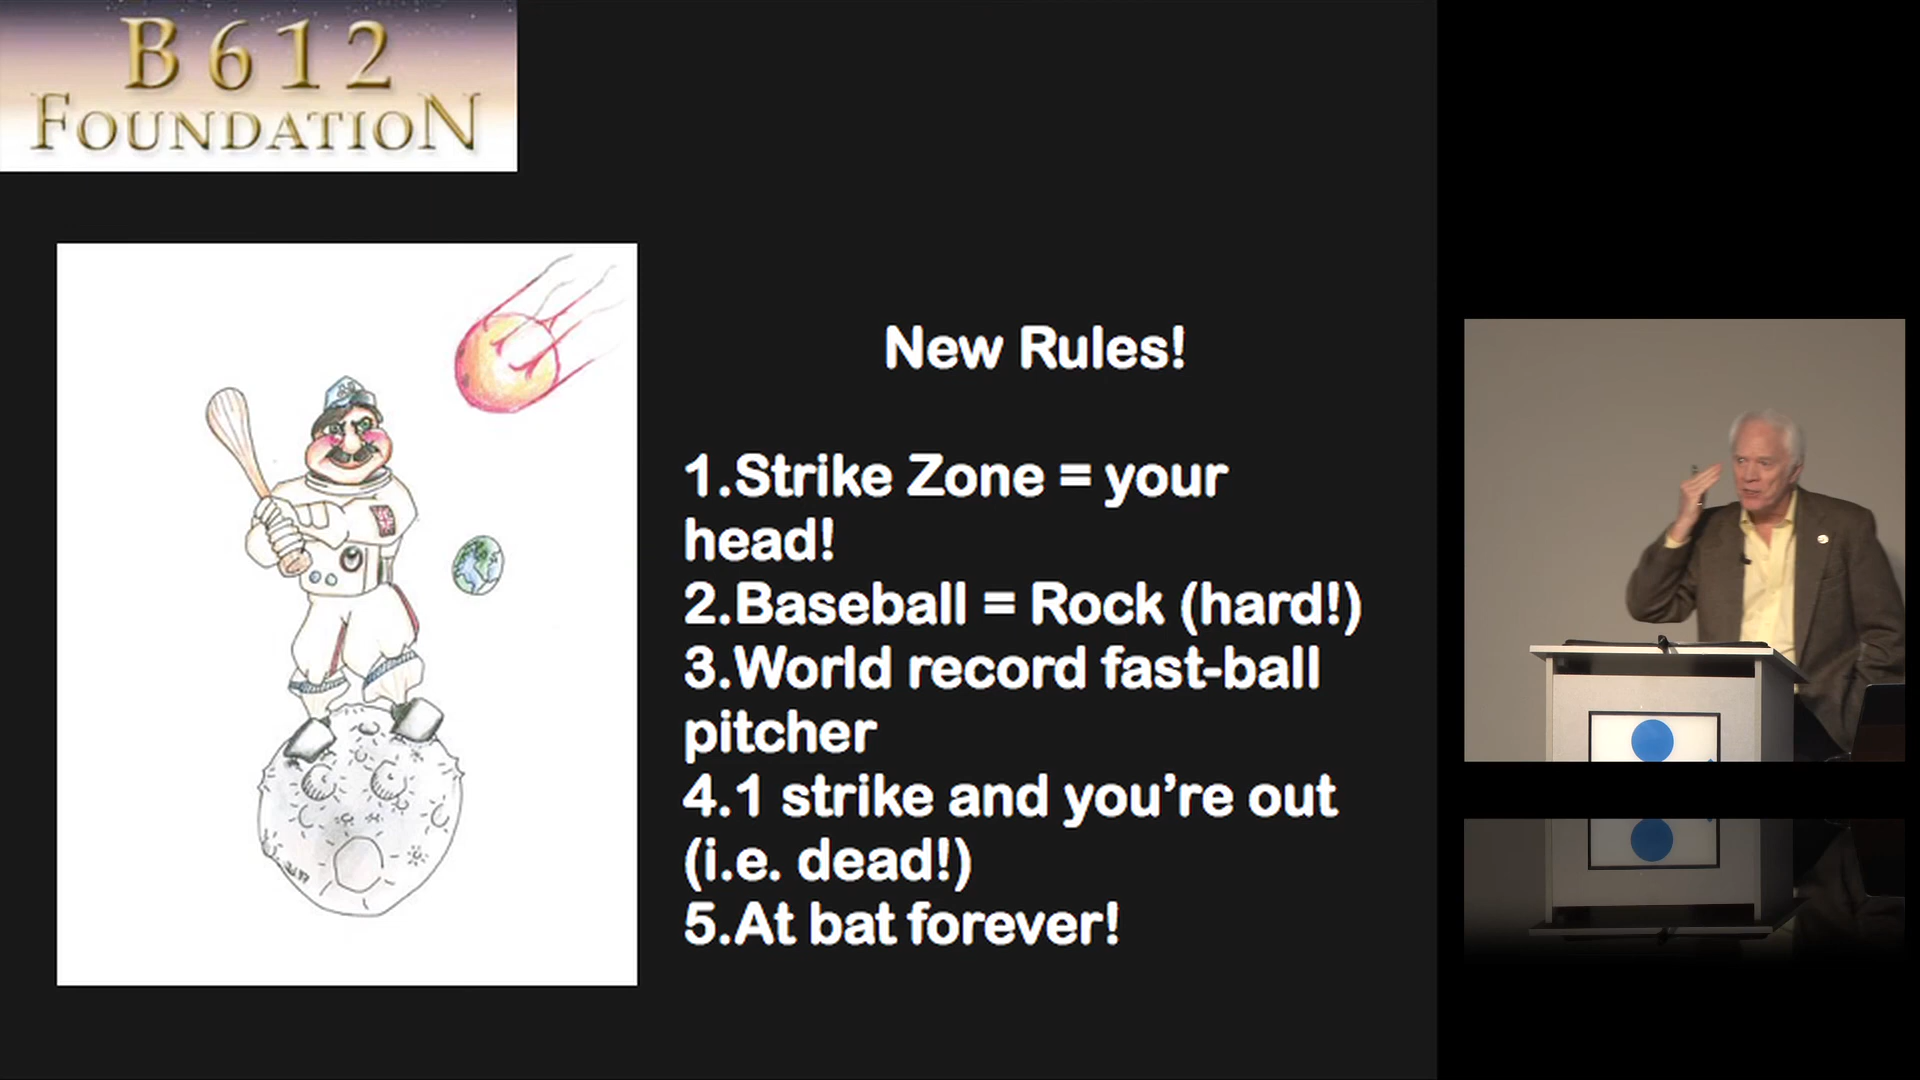 B612
FOUNDATION
New Rules!
1.Strike Zone = your
head!
2.Baseball = Rock (hard!)
3.World record fast-ball
pitcher
4.1 strike and you’re out
(i.e. dead!)
5.At bat forever!